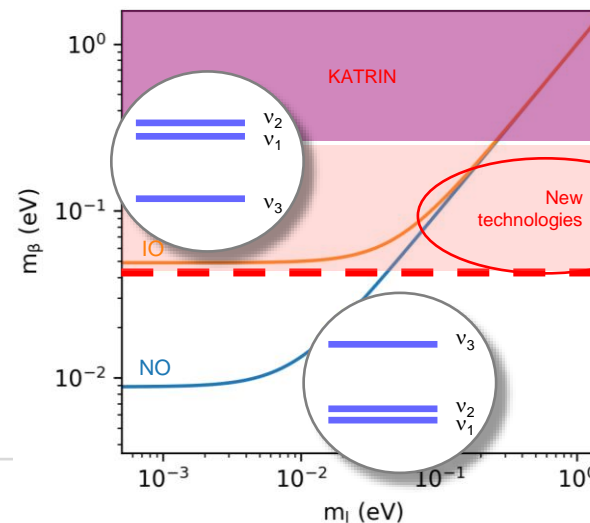 10⁰
KATRIN
ν₂
ν₁
ν₃
10⁻¹
New
technologies
m_β (eV)
IO
ν₃
10⁻²
NO
ν₂
ν₁
10⁻³
10⁻²
10⁻¹
10⁰
m_l (eV)